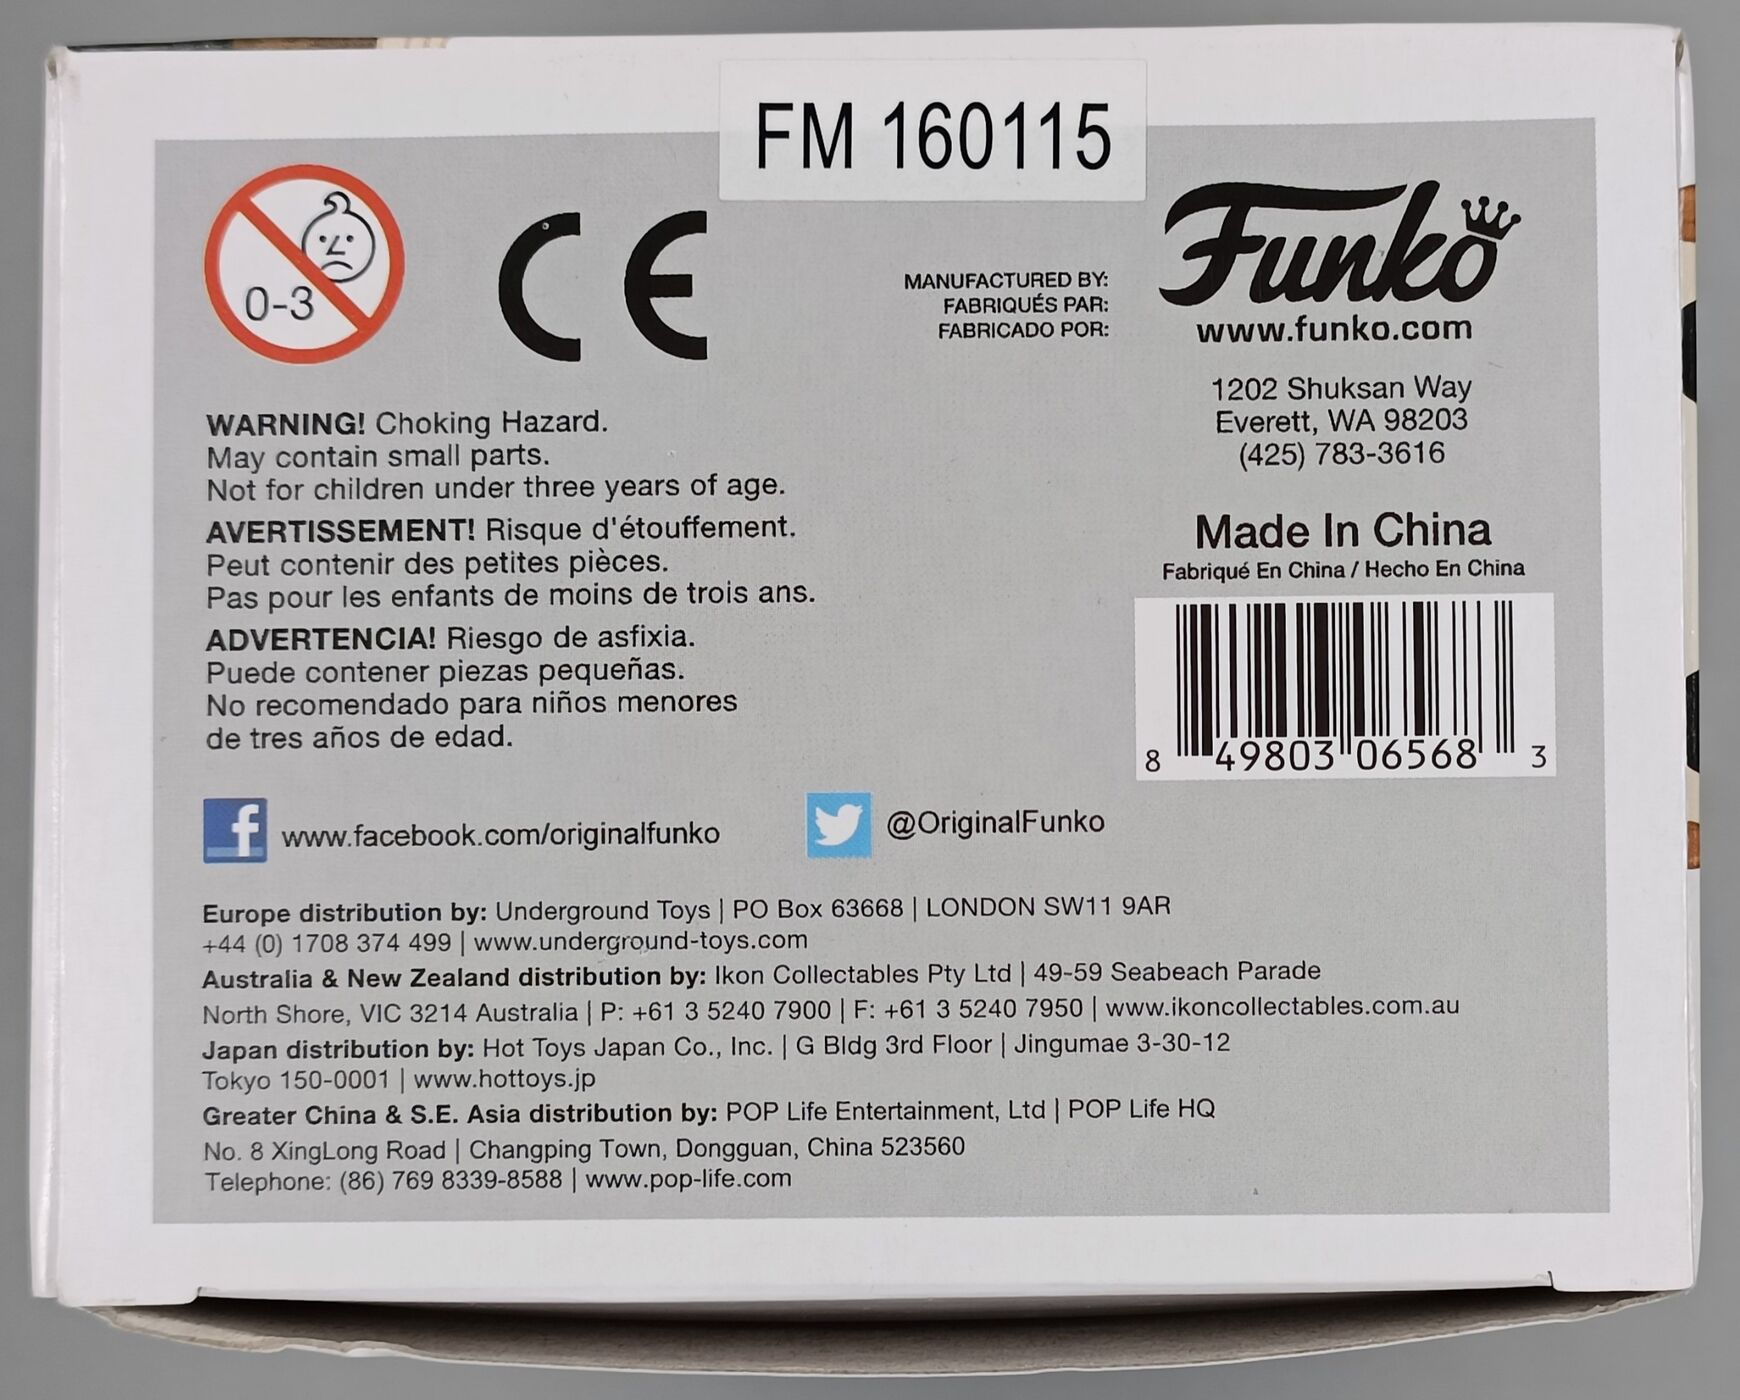 FM 160115
0-3
CE
MANUFACTURED BY:
FABRIQUÉS PAR:
FABRICADO POR:
Funko
www.funko.com
1202 Shuksan Way
Everett, WA 98203
(425) 783-3616
Made In China
Fabriqué En China / Hecho En China
8 49803 06568 3
WARNING! Choking Hazard.
May contain small parts.
Not for children under three years of age.
AVERTISSEMENT! Risque d'étouffement.
Peut contenir des petites pièces.
Pas pour les enfants de moins de trois ans.
ADVERTENCIA! Riesgo de asfixia.
Puede contener piezas pequeñas.
No recomendado para niños menores
de tres años de edad.
f www.facebook.com/originalfunko
@OriginalFunko
Europe distribution by: Underground Toys | PO Box 63668 | LONDON SW11 9AR
+44 (0) 1708 374 499 | www.underground-toys.com
Australia & New Zealand distribution by: Ikon Collectables Pty Ltd | 49-59 Seabeach Parade
North Shore, VIC 3214 Australia | P: +61 3 5240 7900 | F: +61 3 5240 7950 | www.ikoncollectables.com.au
Japan distribution by: Hot Toys Japan Co., Inc. | G Bldg 3rd Floor | Jingumae 3-30-12
Tokyo 150-0001 | www.hottoys.jp
Greater China & S.E. Asia distribution by: POP Life Entertainment, Ltd | POP Life HQ
No. 8 XingLong Road | Changping Town, Dongguan, China 523560
Telephone: (86) 769 8339-8588 | www.pop-life.com